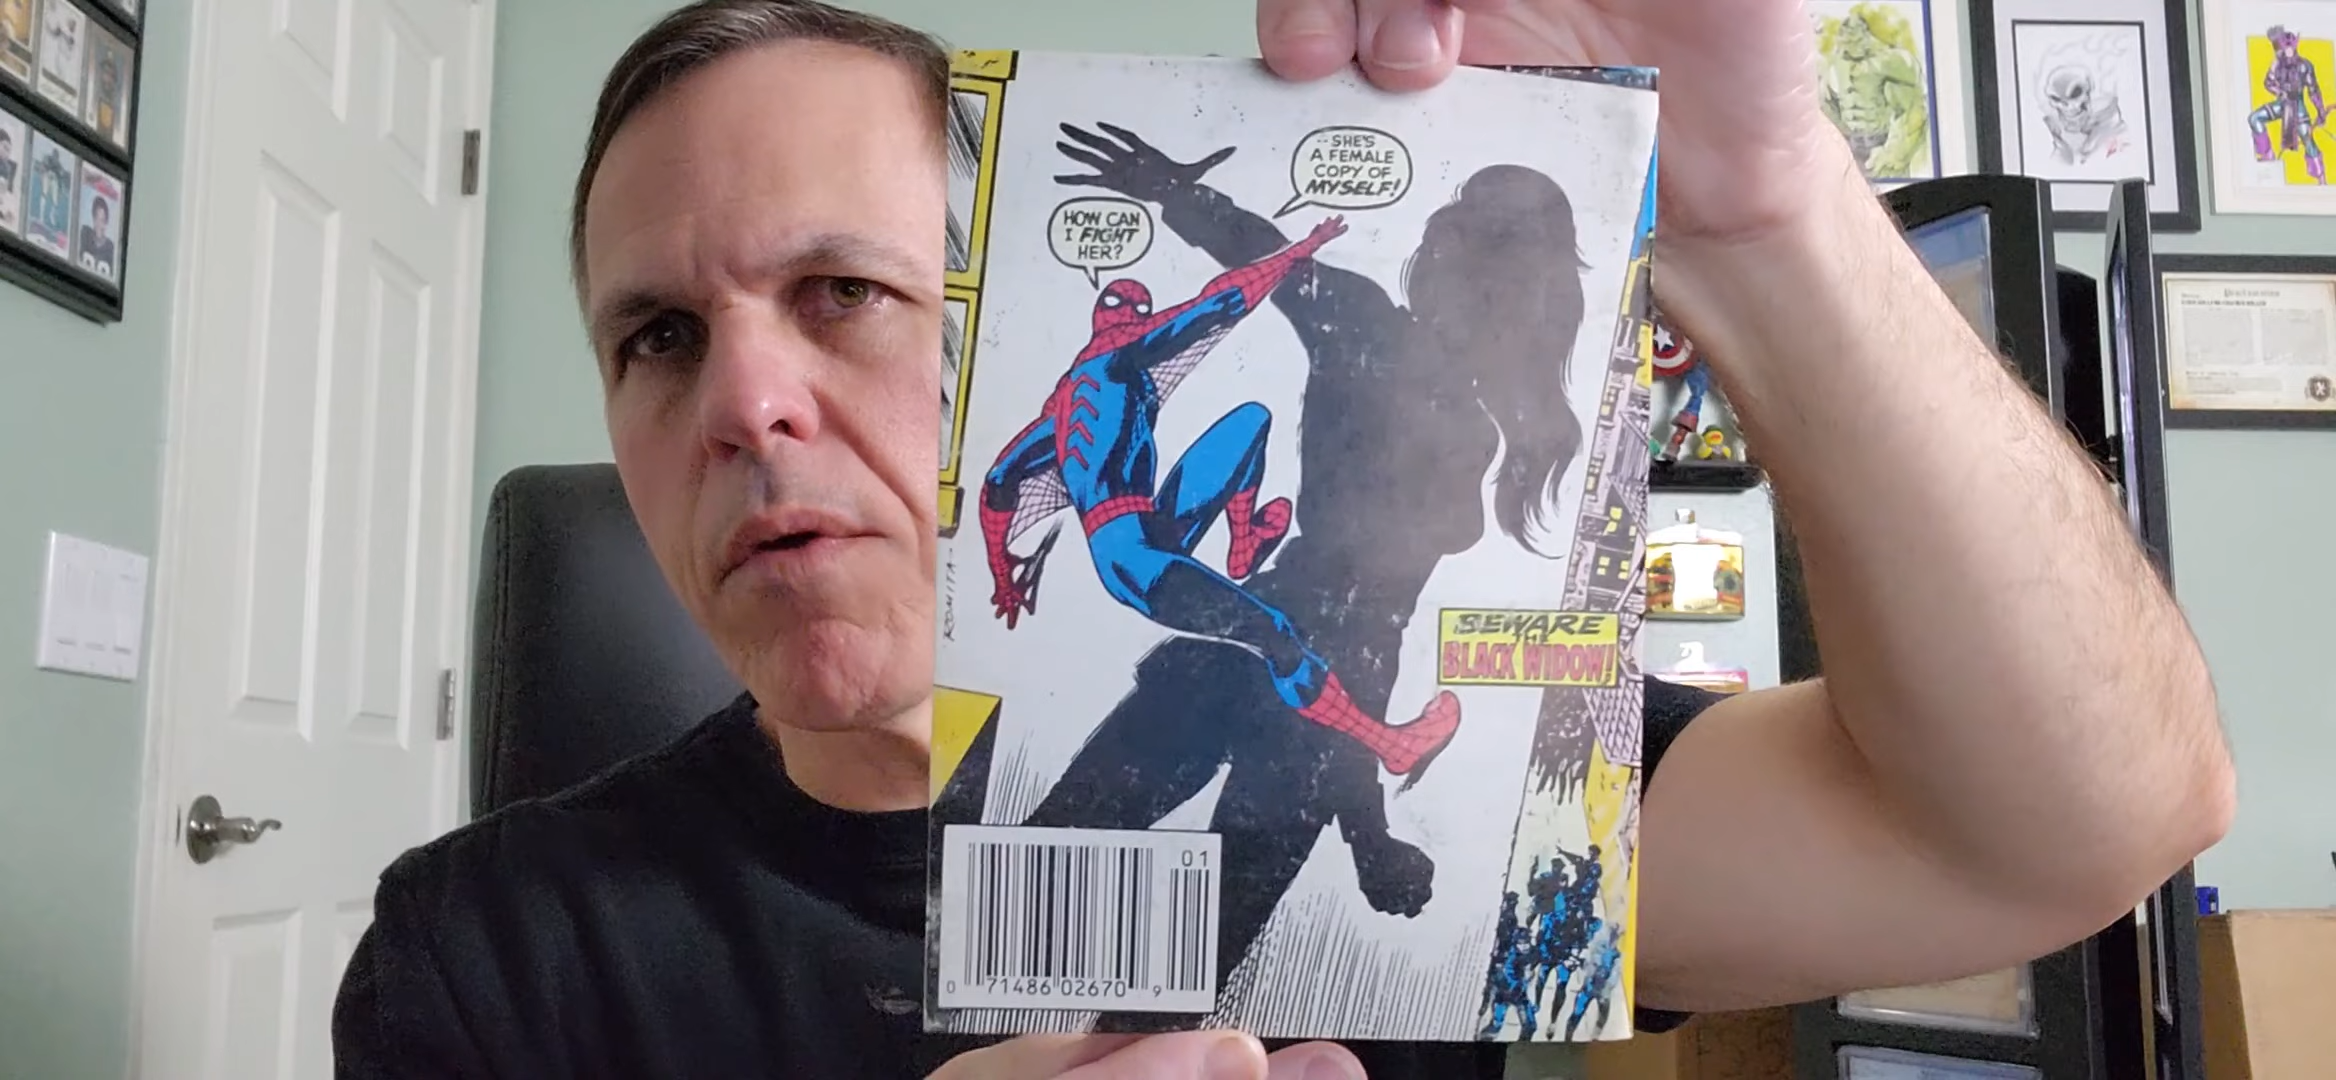 --SHE'S
A FEMALE
COPY OF
MYSELF!
HOW CAN
I FIGHT
HER?
ROMITA
BEWARE
THE
BLACK WIDOW!
01
0 71486 02670 9